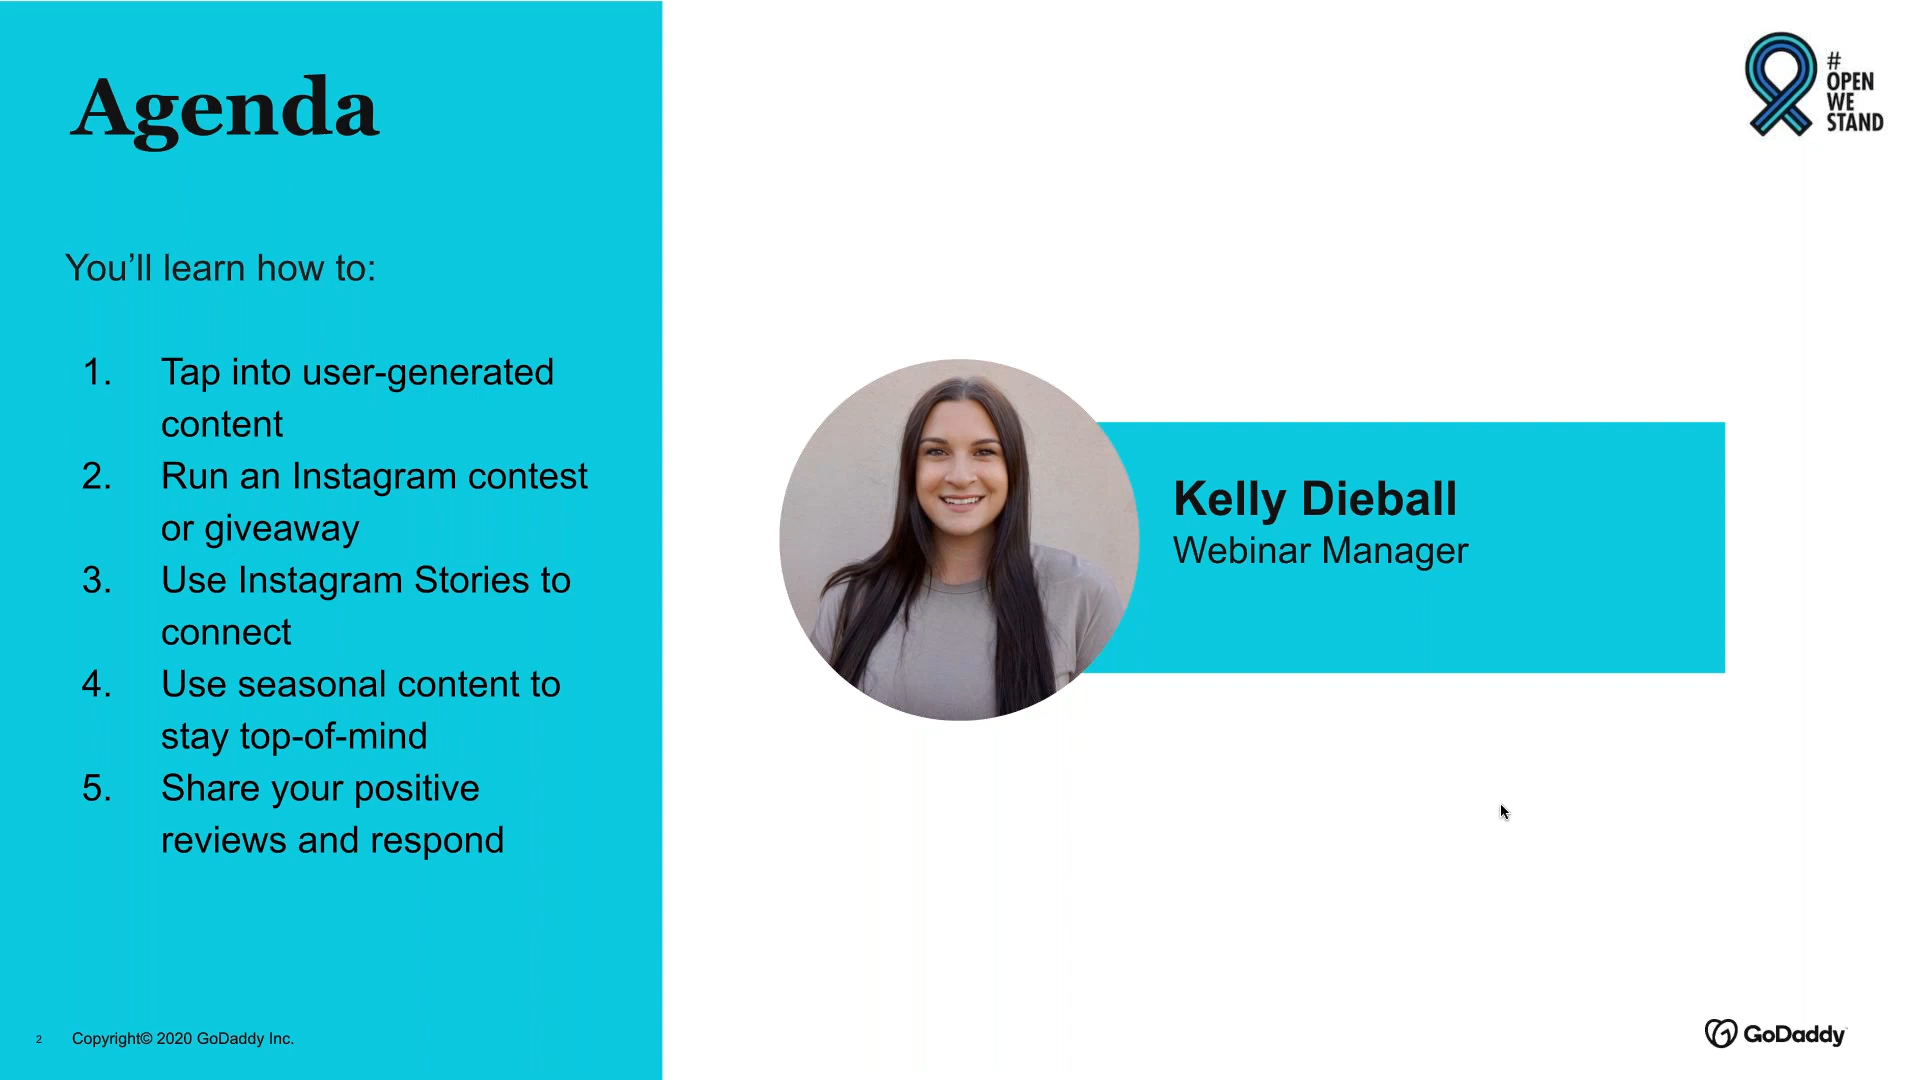 Agenda
You’ll learn how to:
1. Tap into user-generated
content
2. Run an Instagram contest
or giveaway
3. Use Instagram Stories to
connect
4. Use seasonal content to
stay top-of-mind
5. Share your positive
reviews and respond
2 Copyright© 2020 GoDaddy Inc.
#
OPEN
WE
STAND
Kelly Dieball
Webinar Manager
GoDaddy